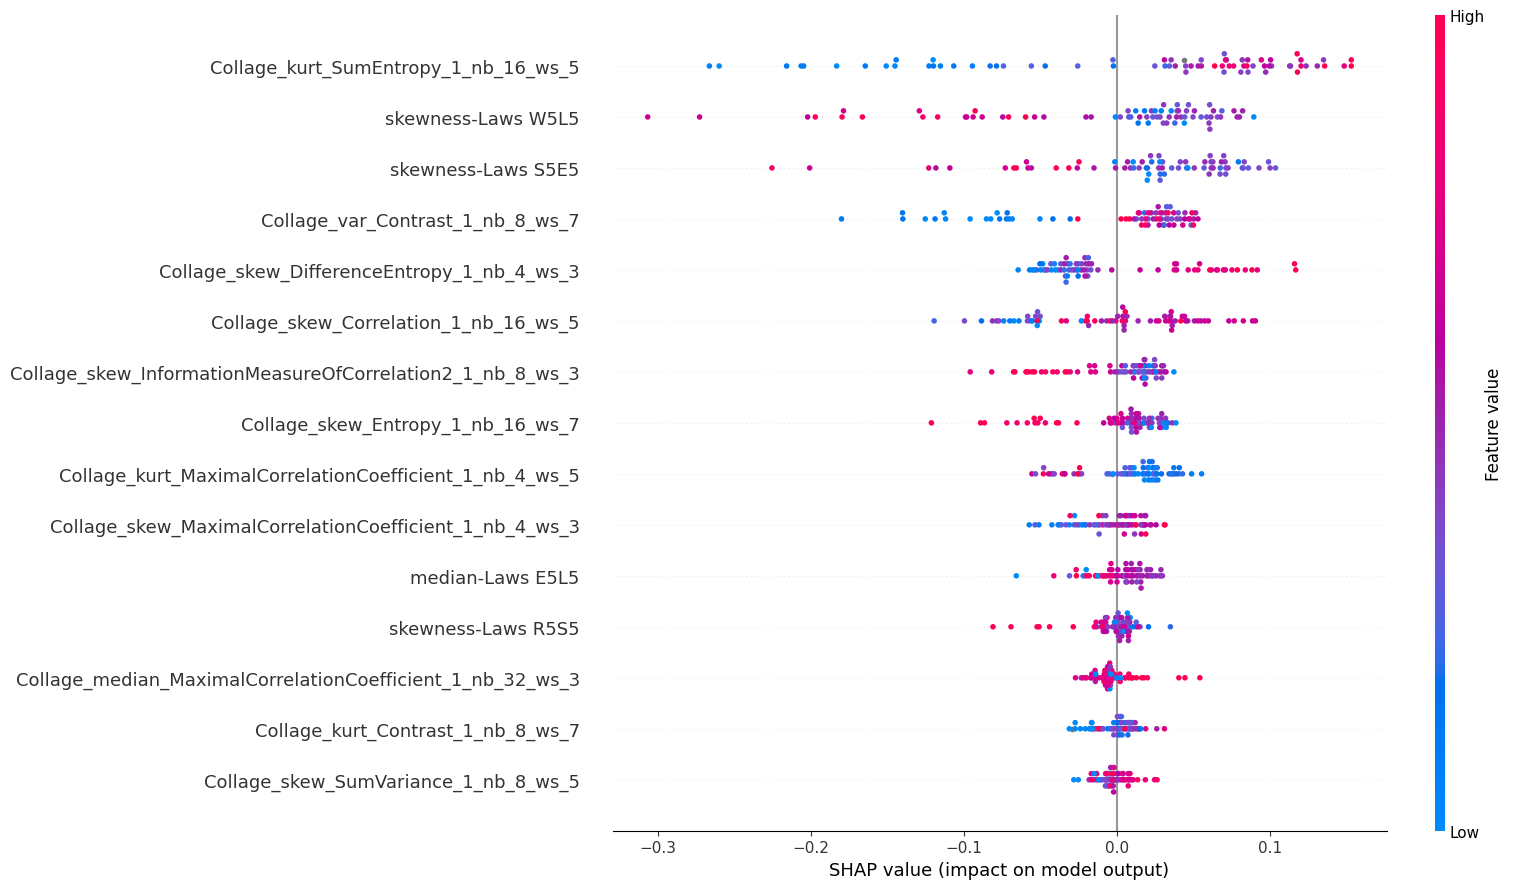 High
Collage_kurt_SumEntropy_1_nb_16_ws_5
skewness-Laws W5L5
skewness-Laws S5E5
Collage_var_Contrast_1_nb_8_ws_7
Collage_skew_DifferenceEntropy_1_nb_4_ws_3
Collage_skew_Correlation_1_nb_16_ws_5
Collage_skew_InformationMeasureOfCorrelation2_1_nb_8_ws_3
Collage_skew_Entropy_1_nb_16_ws_7
Collage_kurt_MaximalCorrelationCoefficient_1_nb_4_ws_5
Collage_skew_MaximalCorrelationCoefficient_1_nb_4_ws_3
median-Laws E5L5
skewness-Laws R5S5
Collage_median_MaximalCorrelationCoefficient_1_nb_32_ws_3
Collage_kurt_Contrast_1_nb_8_ws_7
Collage_skew_SumVariance_1_nb_8_ws_5
Feature value
Low
−0.3 −0.2 −0.1 0.0 0.1
SHAP value (impact on model output)